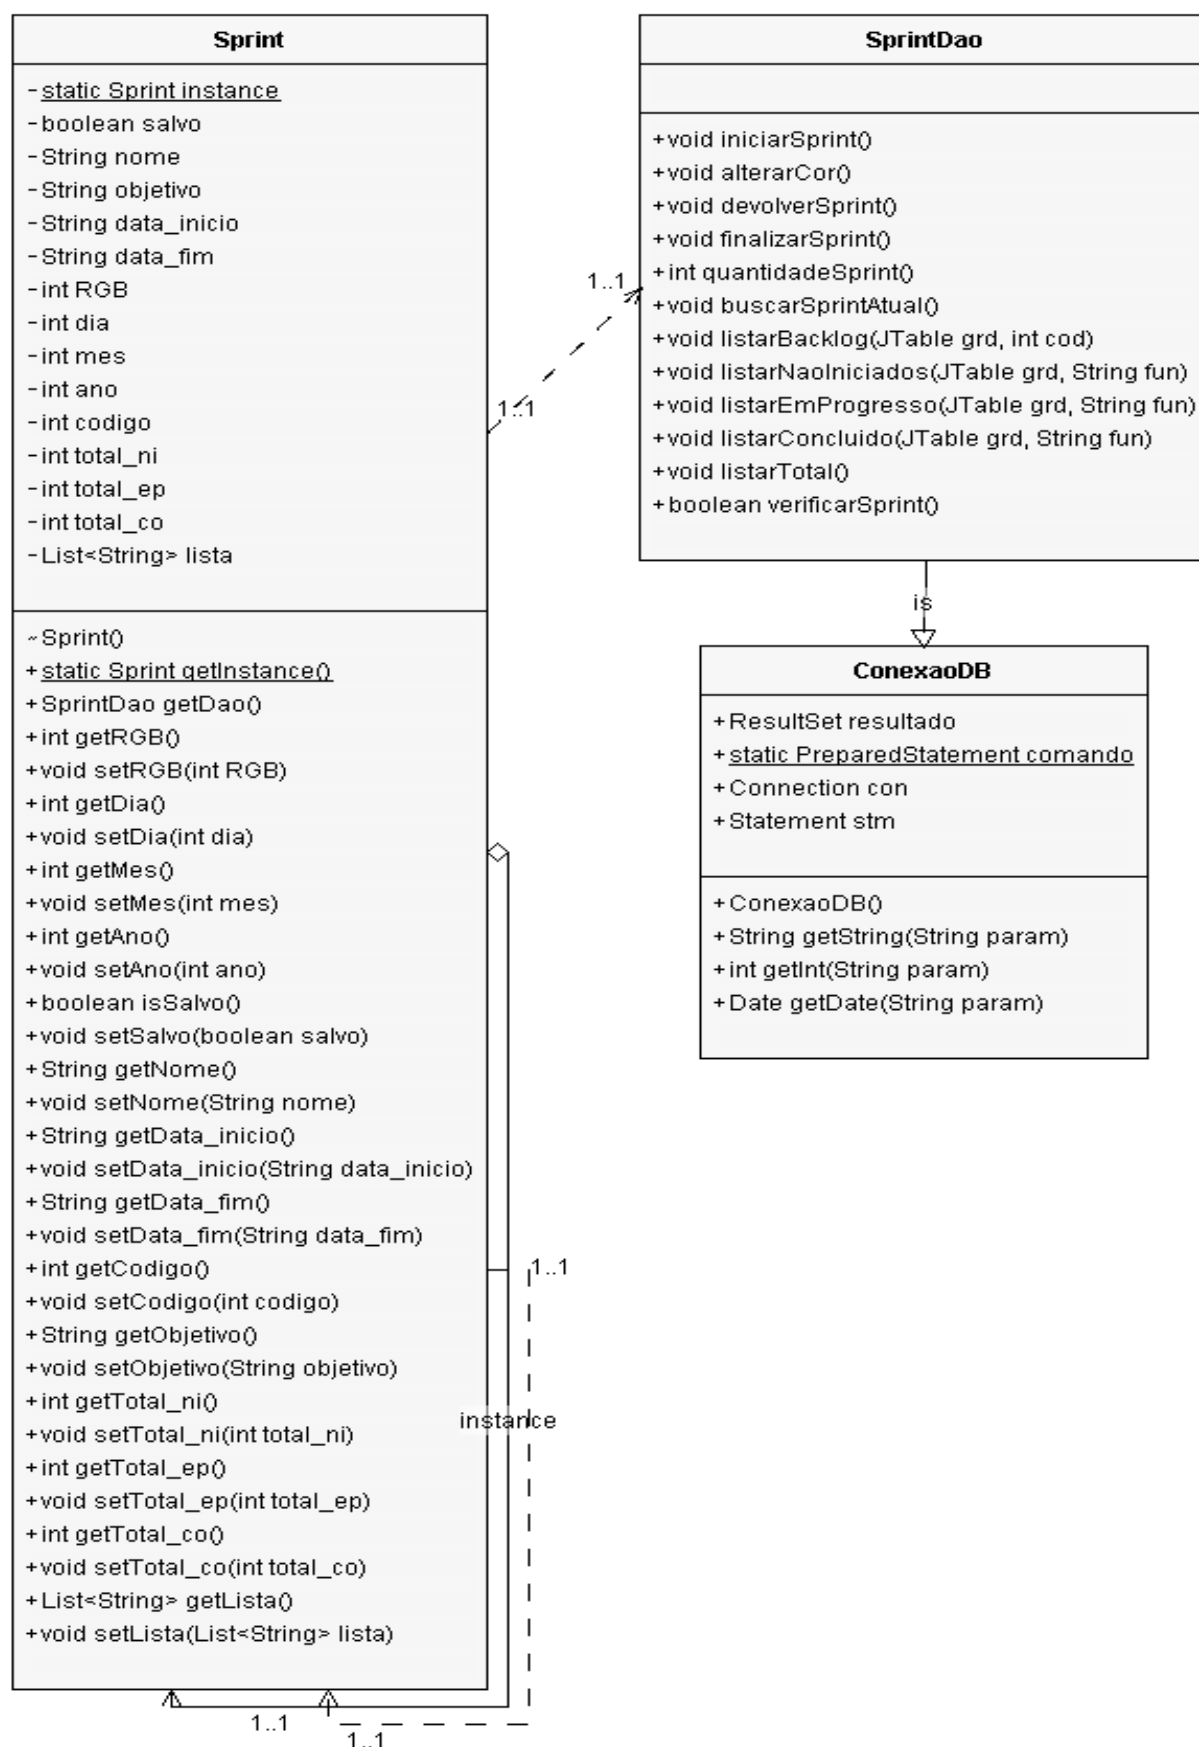 Sprint
-static Sprint instance
-boolean salvo
-String nome
-String objetivo
-String data_inicio
-String data_fim
-int RGB
-int dia
-int mes
-int ano
-int codigo
-int total_ni
-int total_ep
-int total_co
-List<String> lista
~Sprint()
+static Sprint getInstance()
+SprintDao getDao()
+int getRGB()
+void setRGB(int RGB)
+int getDia()
+void setDia(int dia)
+int getMes()
+void setMes(int mes)
+int getAno()
+void setAno(int ano)
+boolean isSalvo()
+void setSalvo(boolean salvo)
+String getNome()
+void setNome(String nome)
+String getData_inicio()
+void setData_inicio(String data_inicio)
+String getData_fim()
+void setData_fim(String data_fim)
+int getCodigo()
+void setCodigo(int codigo)
+String getObjetivo()
+void setObjetivo(String objetivo)
+int getTotal_ni()
+void setTotal_ni(int total_ni)
+int getTotal_ep()
+void setTotal_ep(int total_ep)
+int getTotal_co()
+void setTotal_co(int total_co)
+List<String> getLista()
+void setLista(List<String> lista)
1..1
1..1
SprintDao
+void iniciarSprint()
+void alterarCor()
+void devolverSprint()
+void finalizarSprint()
+int quantidadeSprint()
+void buscarSprintAtual()
+void listarBacklog(JTable grd, int cod)
+void listarNaoIniciados(JTable grd, String fun)
+void listarEmProgresso(JTable grd, String fun)
+void listarConcluido(JTable grd, String fun)
+void listarTotal()
+boolean verificarSprint()
is
ConexaoDB
+ResultSet resultado
+static PreparedStatement comando
+Connection con
+Statement stm
+ConexaoDB()
+String getString(String param)
+int getInt(String param)
+Date getDate(String param)
1..1
instance
1..1
1..1